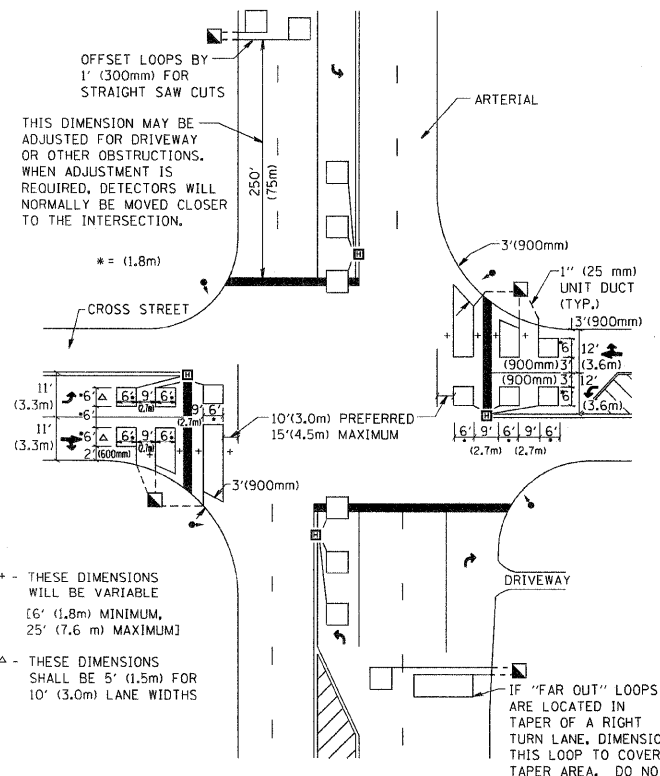 OFFSET LOOPS BY
1' (300mm) FOR
STRAIGHT SAW CUTS
THIS DIMENSION MAY BE
ADJUSTED FOR DRIVEWAY
OR OTHER OBSTRUCTIONS.
WHEN ADJUSTMENT IS
REQUIRED, DETECTORS WILL
NORMALLY BE MOVED CLOSER
TO THE INTERSECTION.
* = (1.8m)
250'
(75m)
ARTERIAL
CROSS STREET
H
3'(900mm)
1" (25 mm)
UNIT DUCT
(TYP.)
3'(900mm)
+ + + +
*6'
12'
(3.6m)
(900mm) 3'
(900mm) 3'
*6'
12'
(3.6m)
H
6' 9' 6' 9'
* (2.7m) * (2.7m)
10'(3.0m) PREFERRED
15'(4.5m) MAXIMUM
H
11'
(3.3m)
*6' △ 6' 9' 6'
(2.7m)
*6'
9' 6'
(2.7m) *
11'
(3.3m)
*6' △ 6' 9' 6'
(2.7m)
2' (600mm) + + +
3'(900mm)
H
DRIVEWAY
+ - THESE DIMENSIONS
WILL BE VARIABLE
[6' (1.8m) MINIMUM,
25' (7.6 m) MAXIMUM]
△ - THESE DIMENSIONS
SHALL BE 5' (1.5m) FOR
10' (3.0m) LANE WIDTHS
IF "FAR OUT" LOOPS
ARE LOCATED IN
TAPER OF A RIGHT
TURN LANE, DIMENSIO
THIS LOOP TO COVER
TAPER AREA. DO NO